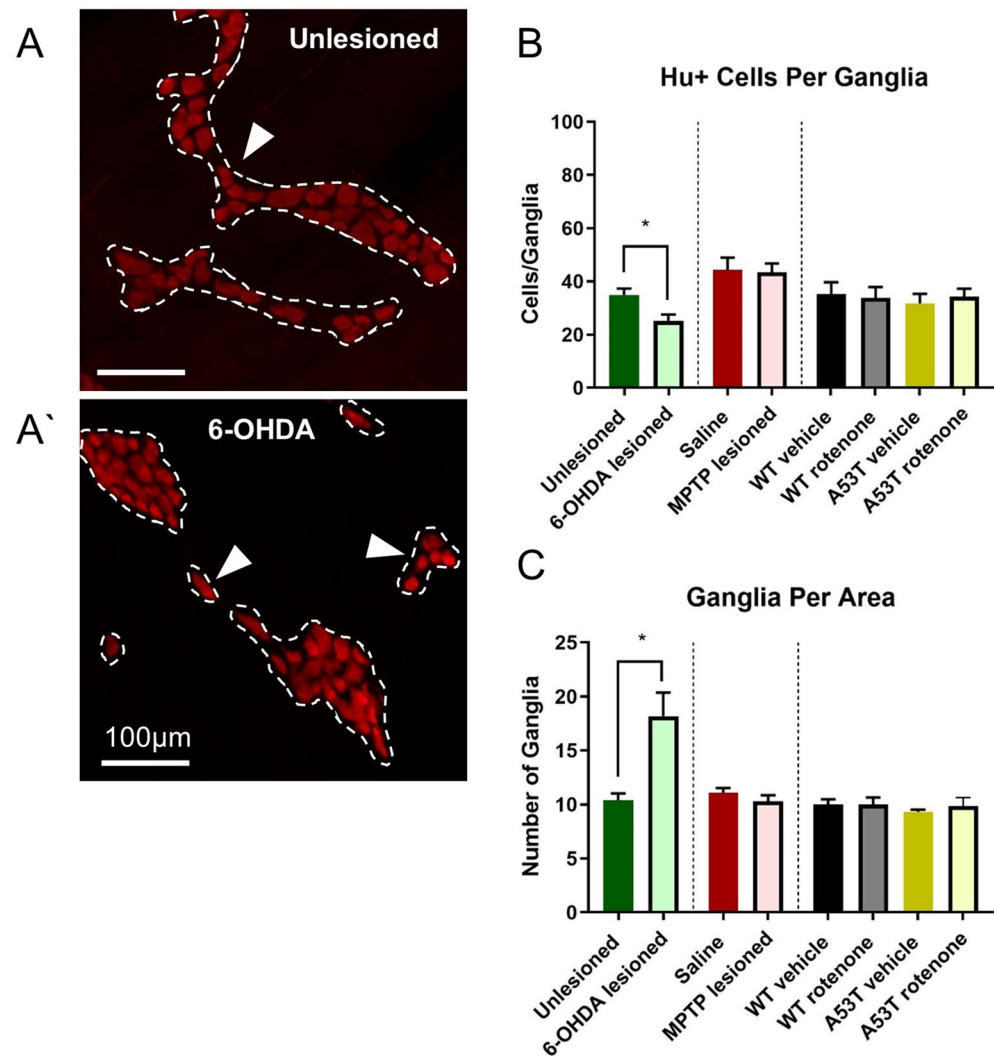 A
Unlesioned
A`
6-OHDA
100µm
B
Hu+ Cells Per Ganglia
Cells/Ganglia
100
80
60
40
20
0
*
Unlesioned
6-OHDA lesioned
Saline
MPTP lesioned
WT vehicle
WT rotenone
A53T vehicle
A53T rotenone
C
Ganglia Per Area
Number of Ganglia
25
20
15
10
5
0
*
Unlesioned
6-OHDA lesioned
Saline
MPTP lesioned
WT vehicle
WT rotenone
A53T vehicle
A53T rotenone